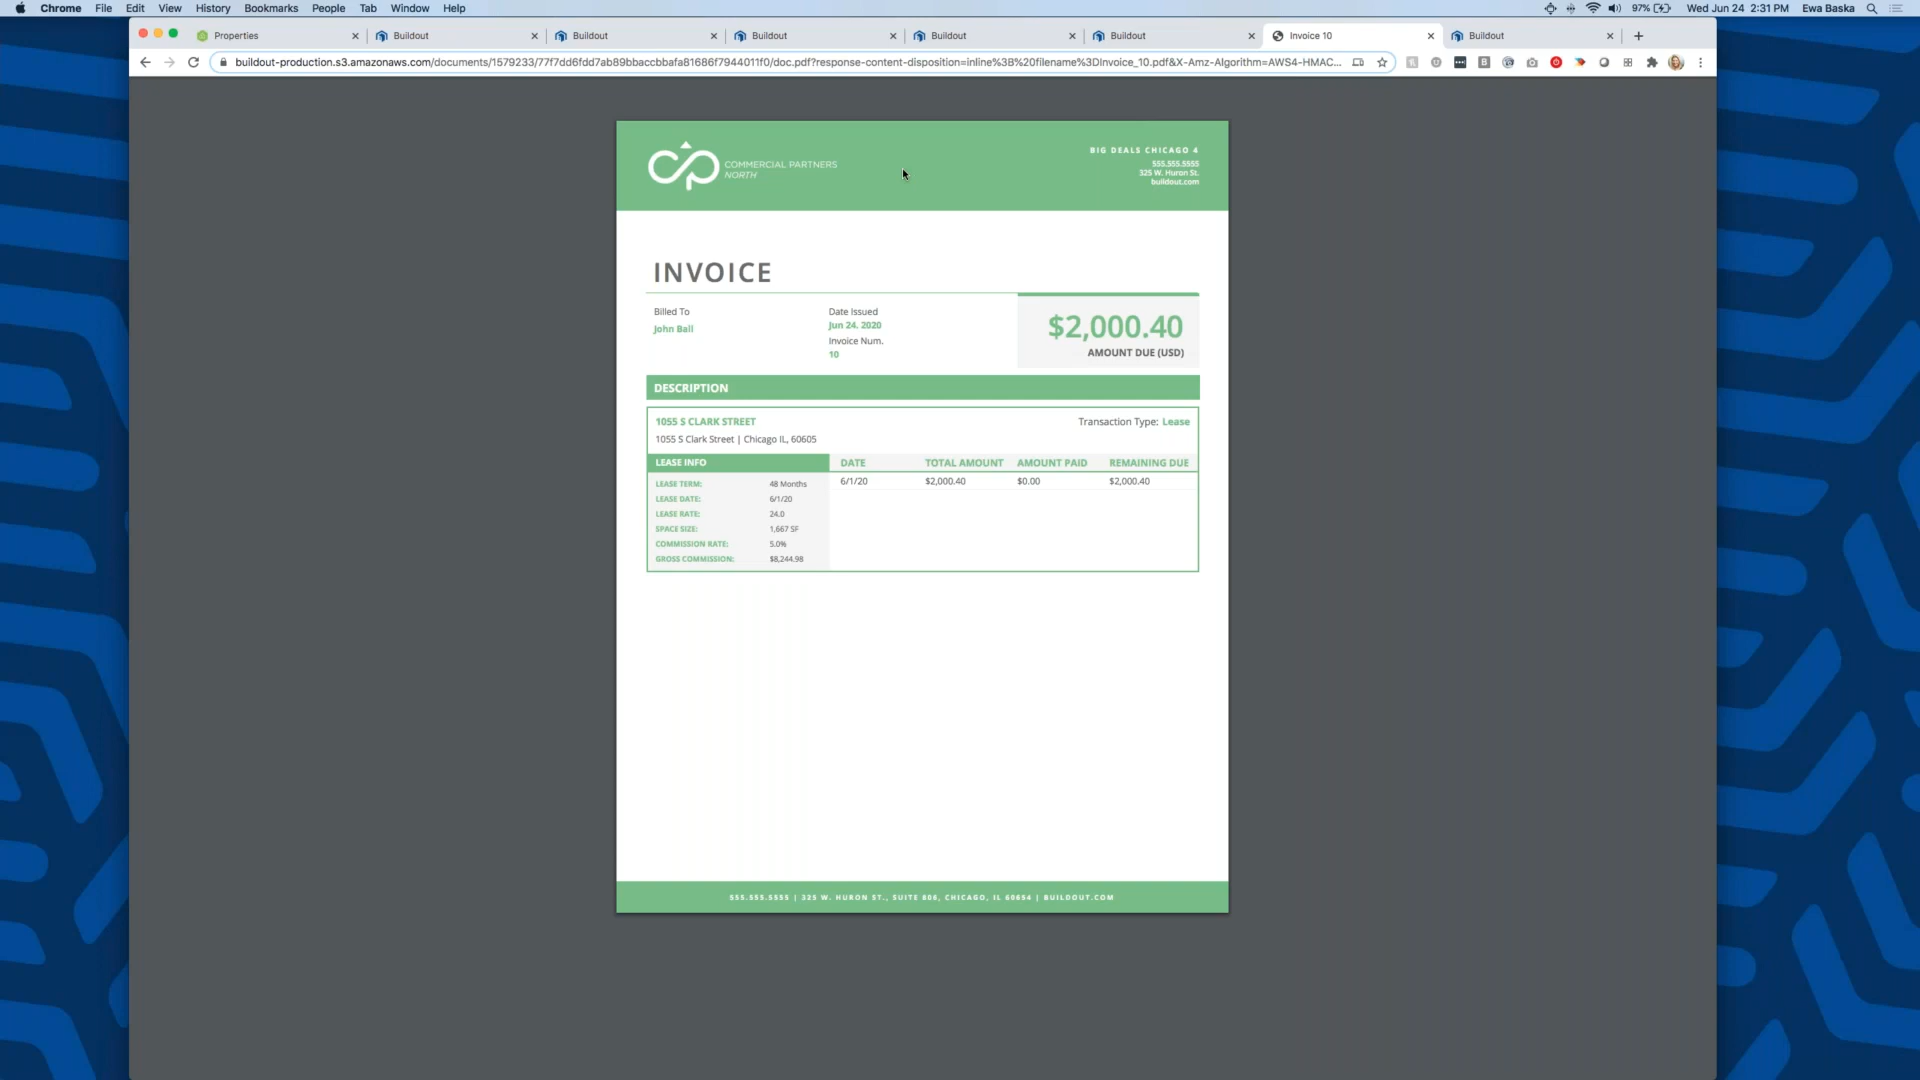 Chrome File Edit View History Bookmarks People Tab Window Help 97% Wed Jun 24 2:31 PM Ewa Baska
Properties Buildout Buildout Buildout Buildout Buildout Invoice 10 Buildout
buildout-production.s3.amazonaws.com/documents/1579233/77f7dd6fdd7ab89bbaccbbafa81686f7944011f0/doc.pdf?response-content-disposition=inline%3B%20filename%3DInvoice_10.pdf&X-Amz-Algorithm=AWS4-HMAC...
COMMERCIAL PARTNERS
NORTH
BIG DEALS CHICAGO 4
555.555.5555
325 W. Huron St.
buildout.com
INVOICE
Billed To
John Ball
Date Issued
Jun 24, 2020
Invoice Num.
10
$2,000.40
AMOUNT DUE (USD)
DESCRIPTION
1055 S CLARK STREET Transaction Type: Lease
1055 S Clark Street | Chicago IL, 60605
LEASE INFO DATE TOTAL AMOUNT AMOUNT PAID REMAINING DUE
6/1/20 $2,000.40 $0.00 $2,000.40
LEASE TERM: 48 Months
LEASE DATE: 6/1/20
LEASE RATE: 24.0
SPACE SIZE: 1,667 SF
COMMISSION RATE: 5.0%
GROSS COMMISSION: $8,244.98
555.555.5555 | 325 W. HURON ST., SUITE 806, CHICAGO, IL 60654 | BUILDOUT.COM